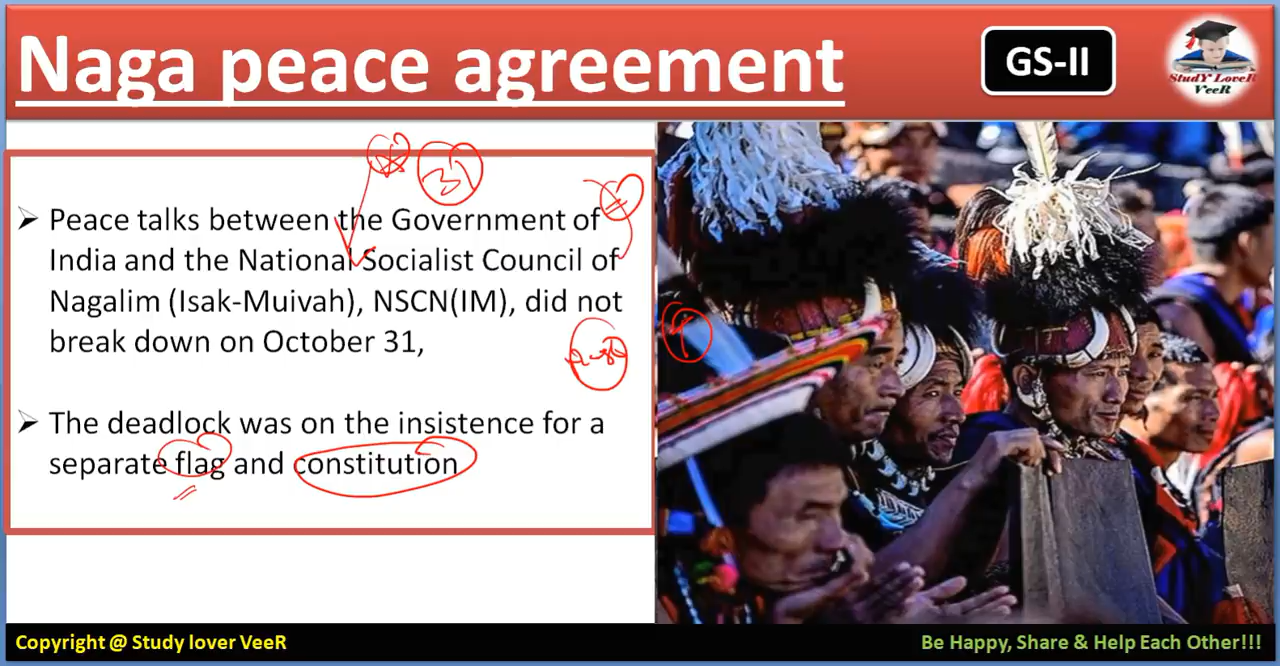 Naga peace agreement
GS-II
StudY LoveR
VeeR
➢ Peace talks between the Government of
India and the National Socialist Council of
Nagalim (Isak-Muivah), NSCN(IM), did not
break down on October 31,
➢ The deadlock was on the insistence for a
separate flag and constitution
Copyright @ Study lover VeeR
Be Happy, Share & Help Each Other!!!